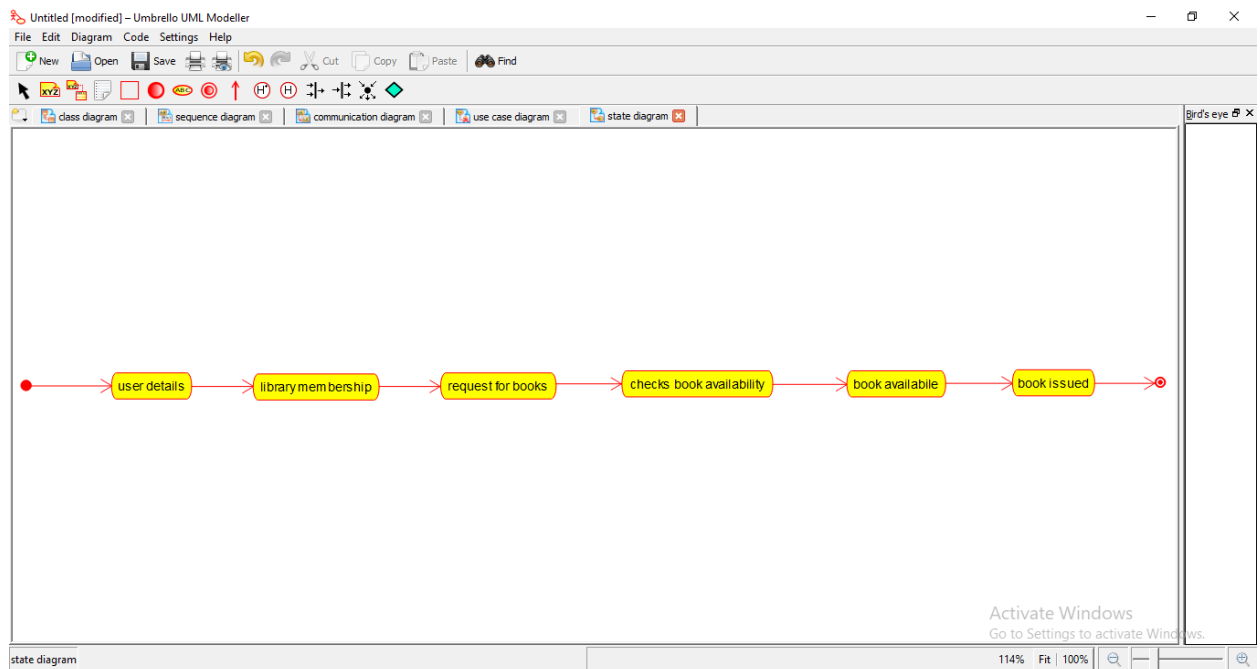 Untitled [modified] – Umbrello UML Modeller
File Edit Diagram Code Settings Help
New Open Save Cut Copy Paste Find
XYZ XYZ ABC H* H
class diagram sequence diagram communication diagram use case diagram state diagram Bird's eye
user details library membership request for books checks book availability book availabile book issued
Activate Windows
Go to Settings to activate Windows.
state diagram 114% Fit 100%